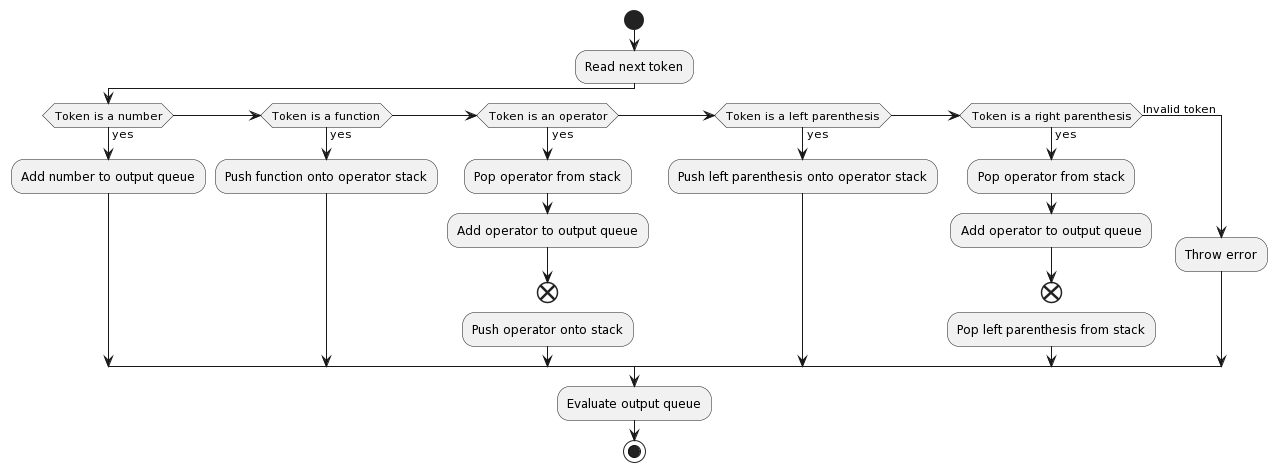 Read next token
Token is a number
Token is a function
Token is an operator
Token is a left parenthesis
Token is a right parenthesis
Invalid token
yes
yes
yes
yes
yes
Add number to output queue
Push function onto operator stack
Pop operator from stack
Push left parenthesis onto operator stack
Pop operator from stack
Add operator to output queue
Add operator to output queue
Throw error
Push operator onto stack
Pop left parenthesis from stack
Evaluate output queue